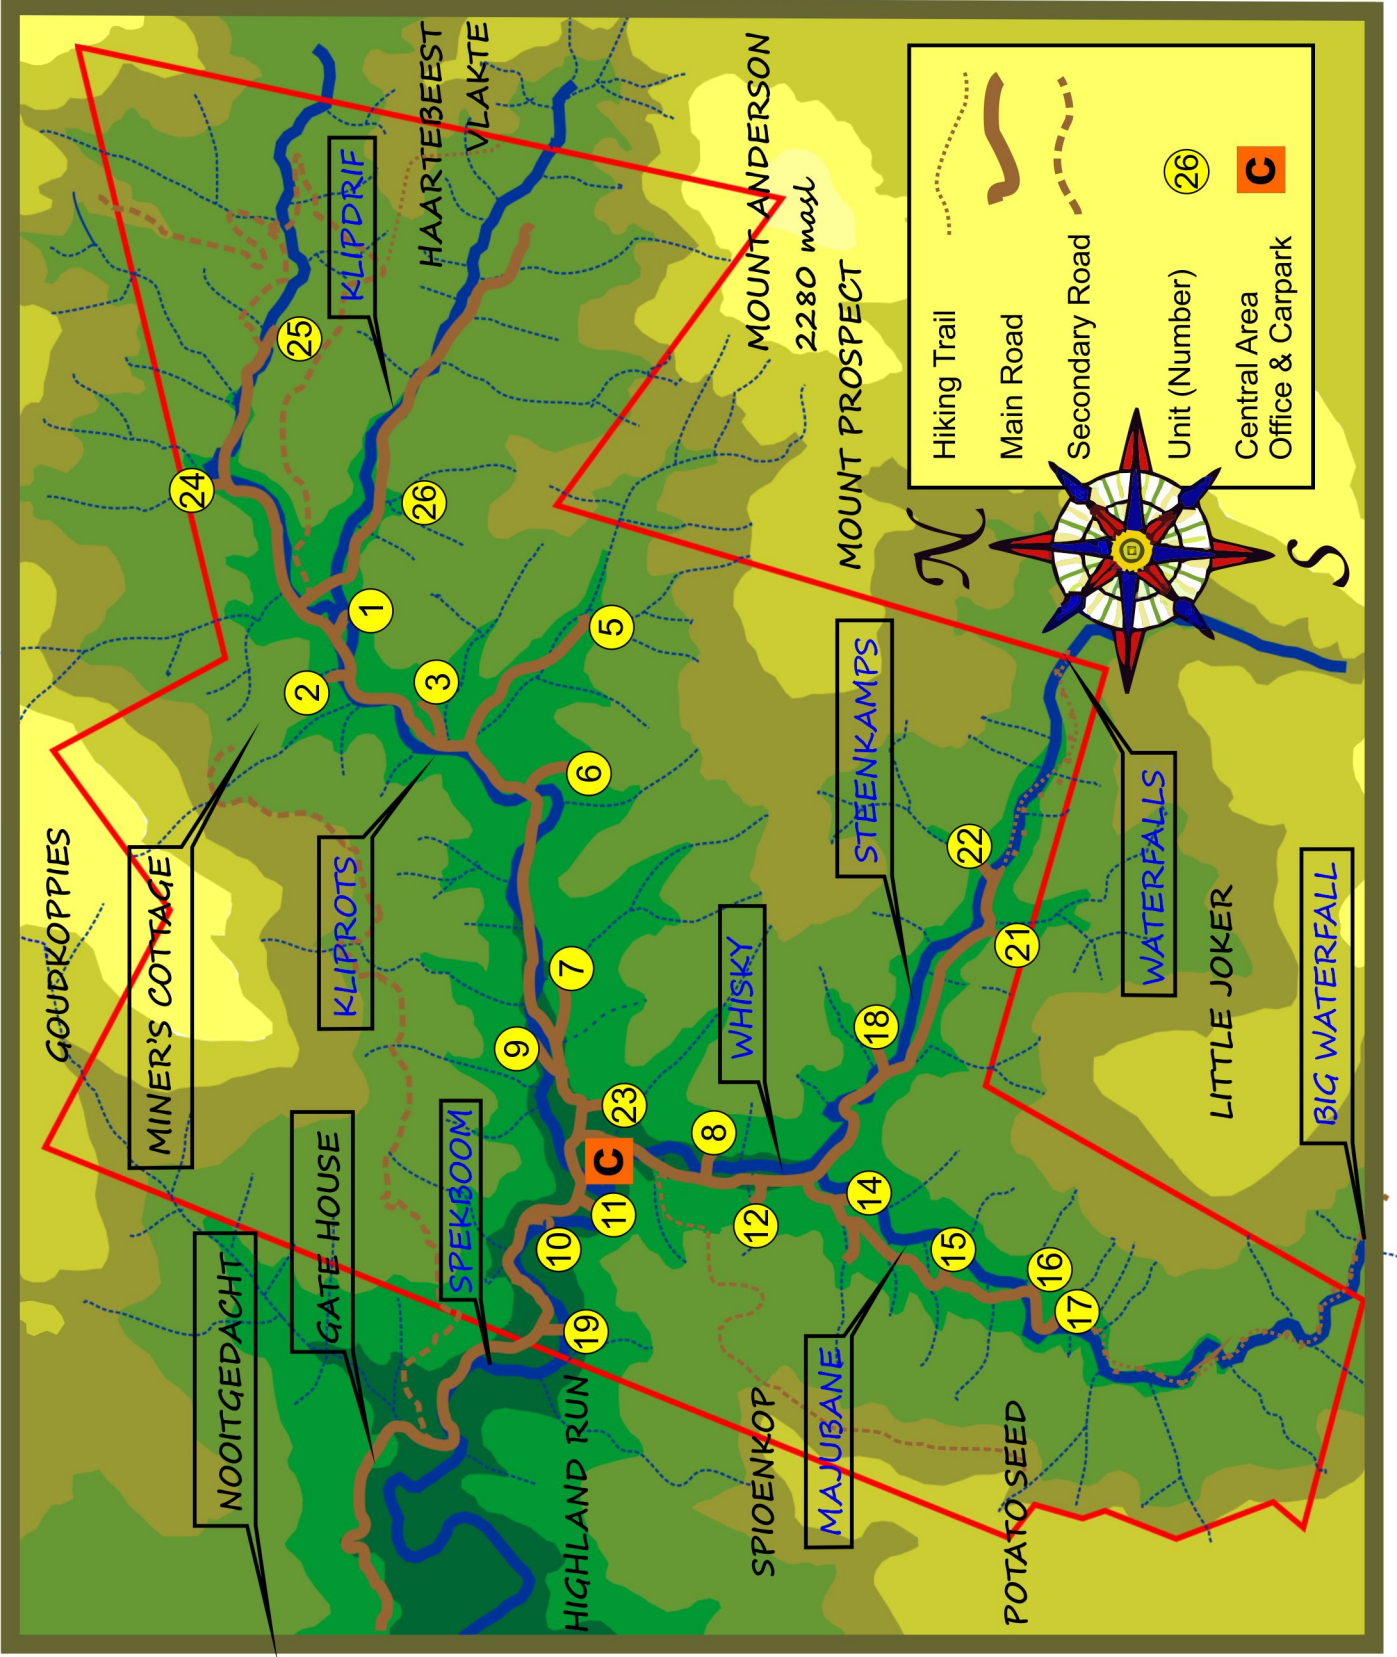 NOOITGEDACHT
GATE HOUSE
MINER'S COTTAGE
GOUDKOPPIES
KLIPROTS
SPEKBOOM
HIGHLAND RUN
KLIPDRIF
HAARTEBEEST
VLAKTE
MOUNT ANDERSON
2280 masl
MOUNT PROSPECT
STEENKAMPS
WHISKY
SPIOENKOP
MAJUBANE
POTATO SEED
WATERFALLS
LITTLE JOKER
BIG WATERFALL
24
25
26
1
2
3
5
6
7
9
23
C
8
11
10
12
19
14
15
16
17
18
21
22
N
S
Hiking Trail
Main Road
Secondary Road
Unit (Number)
26
Central Area
Office & Carpark
C